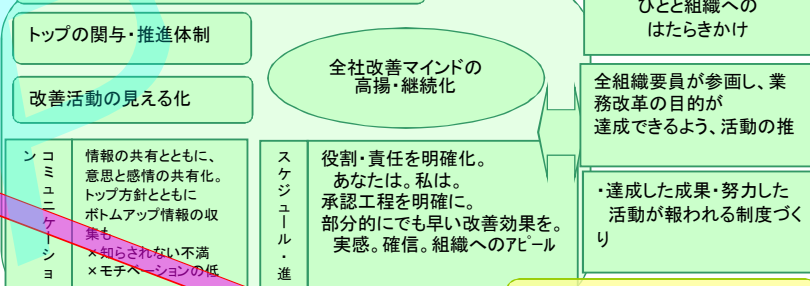 ひとと組織への
はたらきかけ
トップの関与・推進体制
全社改善マインドの
高揚・継続化
改善活動の見える化
全組織要員が参画し、業
務改革の目的が
達成できるよう、活動の推
コミュニケーション
情報の共有とともに、
意思と感情の共有化。
トップ方針とともに
ボトムアップ情報の収
集も
×知らされない不満
×モチベーションの低
スケジュール・進
役割・責任を明確化。
あなたは。私は。
承認工程を明確に。
部分的にでも早い改善効果を。
実感。確信。組織へのアピール
・達成した成果・努力した
活動が報われる制度づく
り